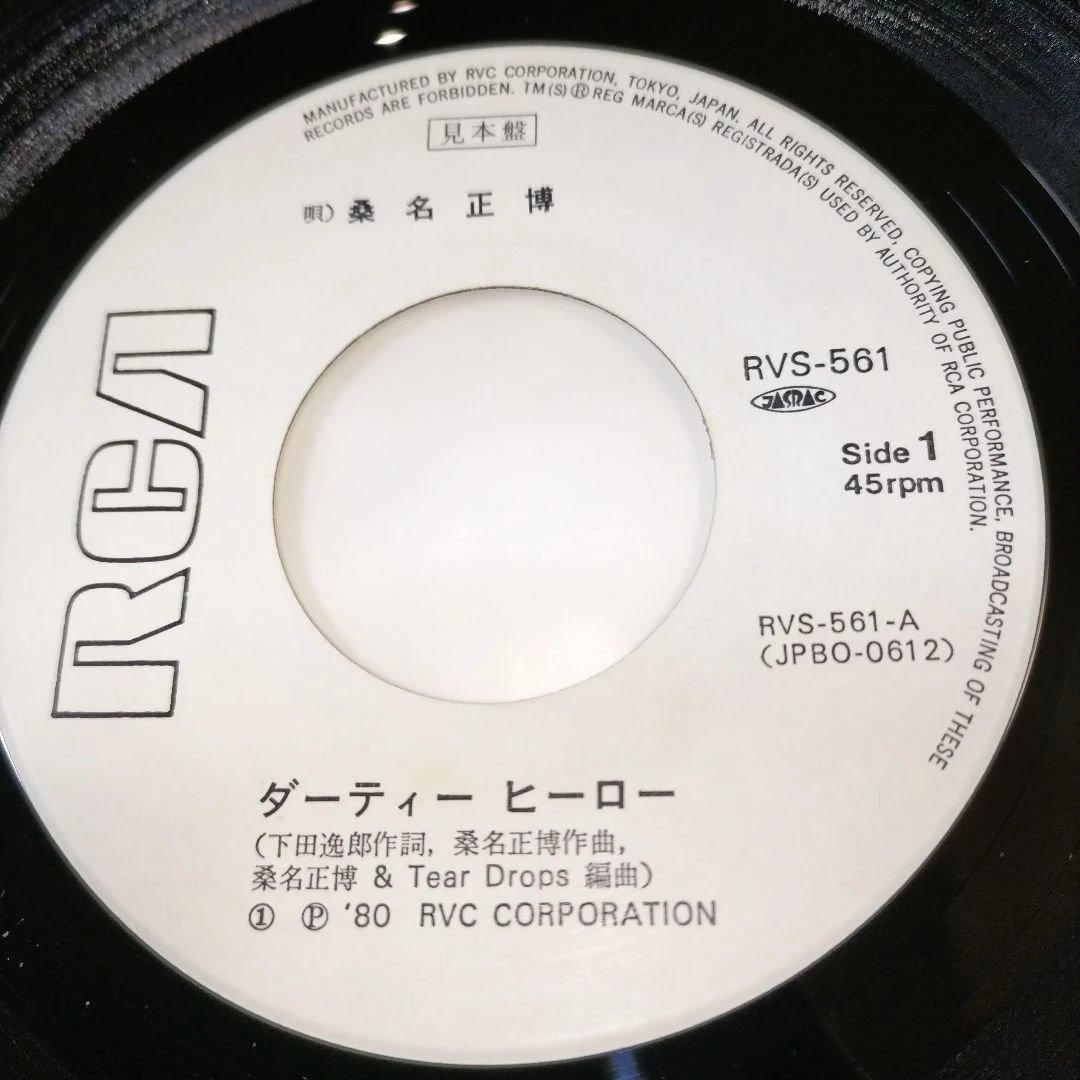 MANUFACTURED BY RVC CORPORATION, TOKYO, JAPAN. ALL RIGHTS RESERVED, COPYING PUBLIC PERFORMANCE, BROADCASTING OF THESE
RECORDS ARE FORBIDDEN. TM(S)®REG MARCA(S) REGISTRADA(S) USED BY AUTHORITY OF RCA CORPORATION.
見本盤
唄) 桑名正博
RCA
RVS-561
JASRAC
Side 1
45rpm
RVS-561-A
(JPBO-0612)
ダーティー ヒーロー
(下田逸郎作詞, 桑名正博作曲,
桑名正博 & Tear Drops 編曲)
① ℗ '80 RVC CORPORATION